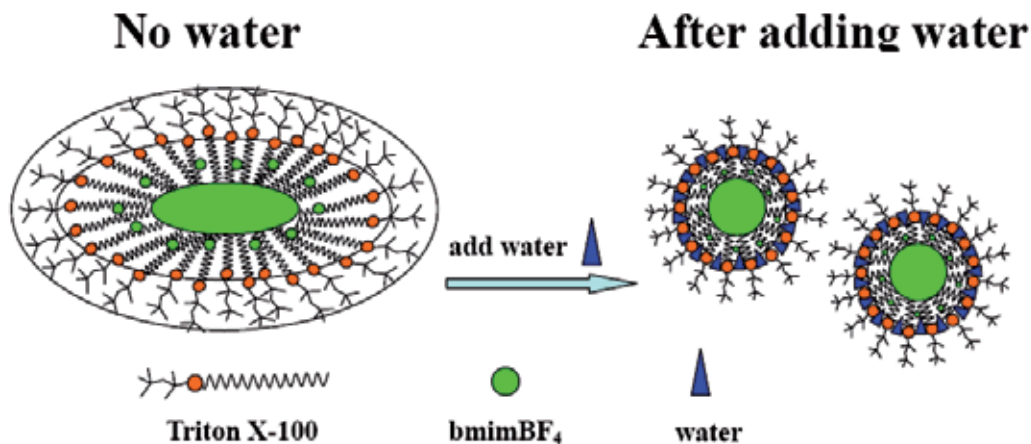 No water
After adding water
add water
Triton X-100
bmimBF₄
water